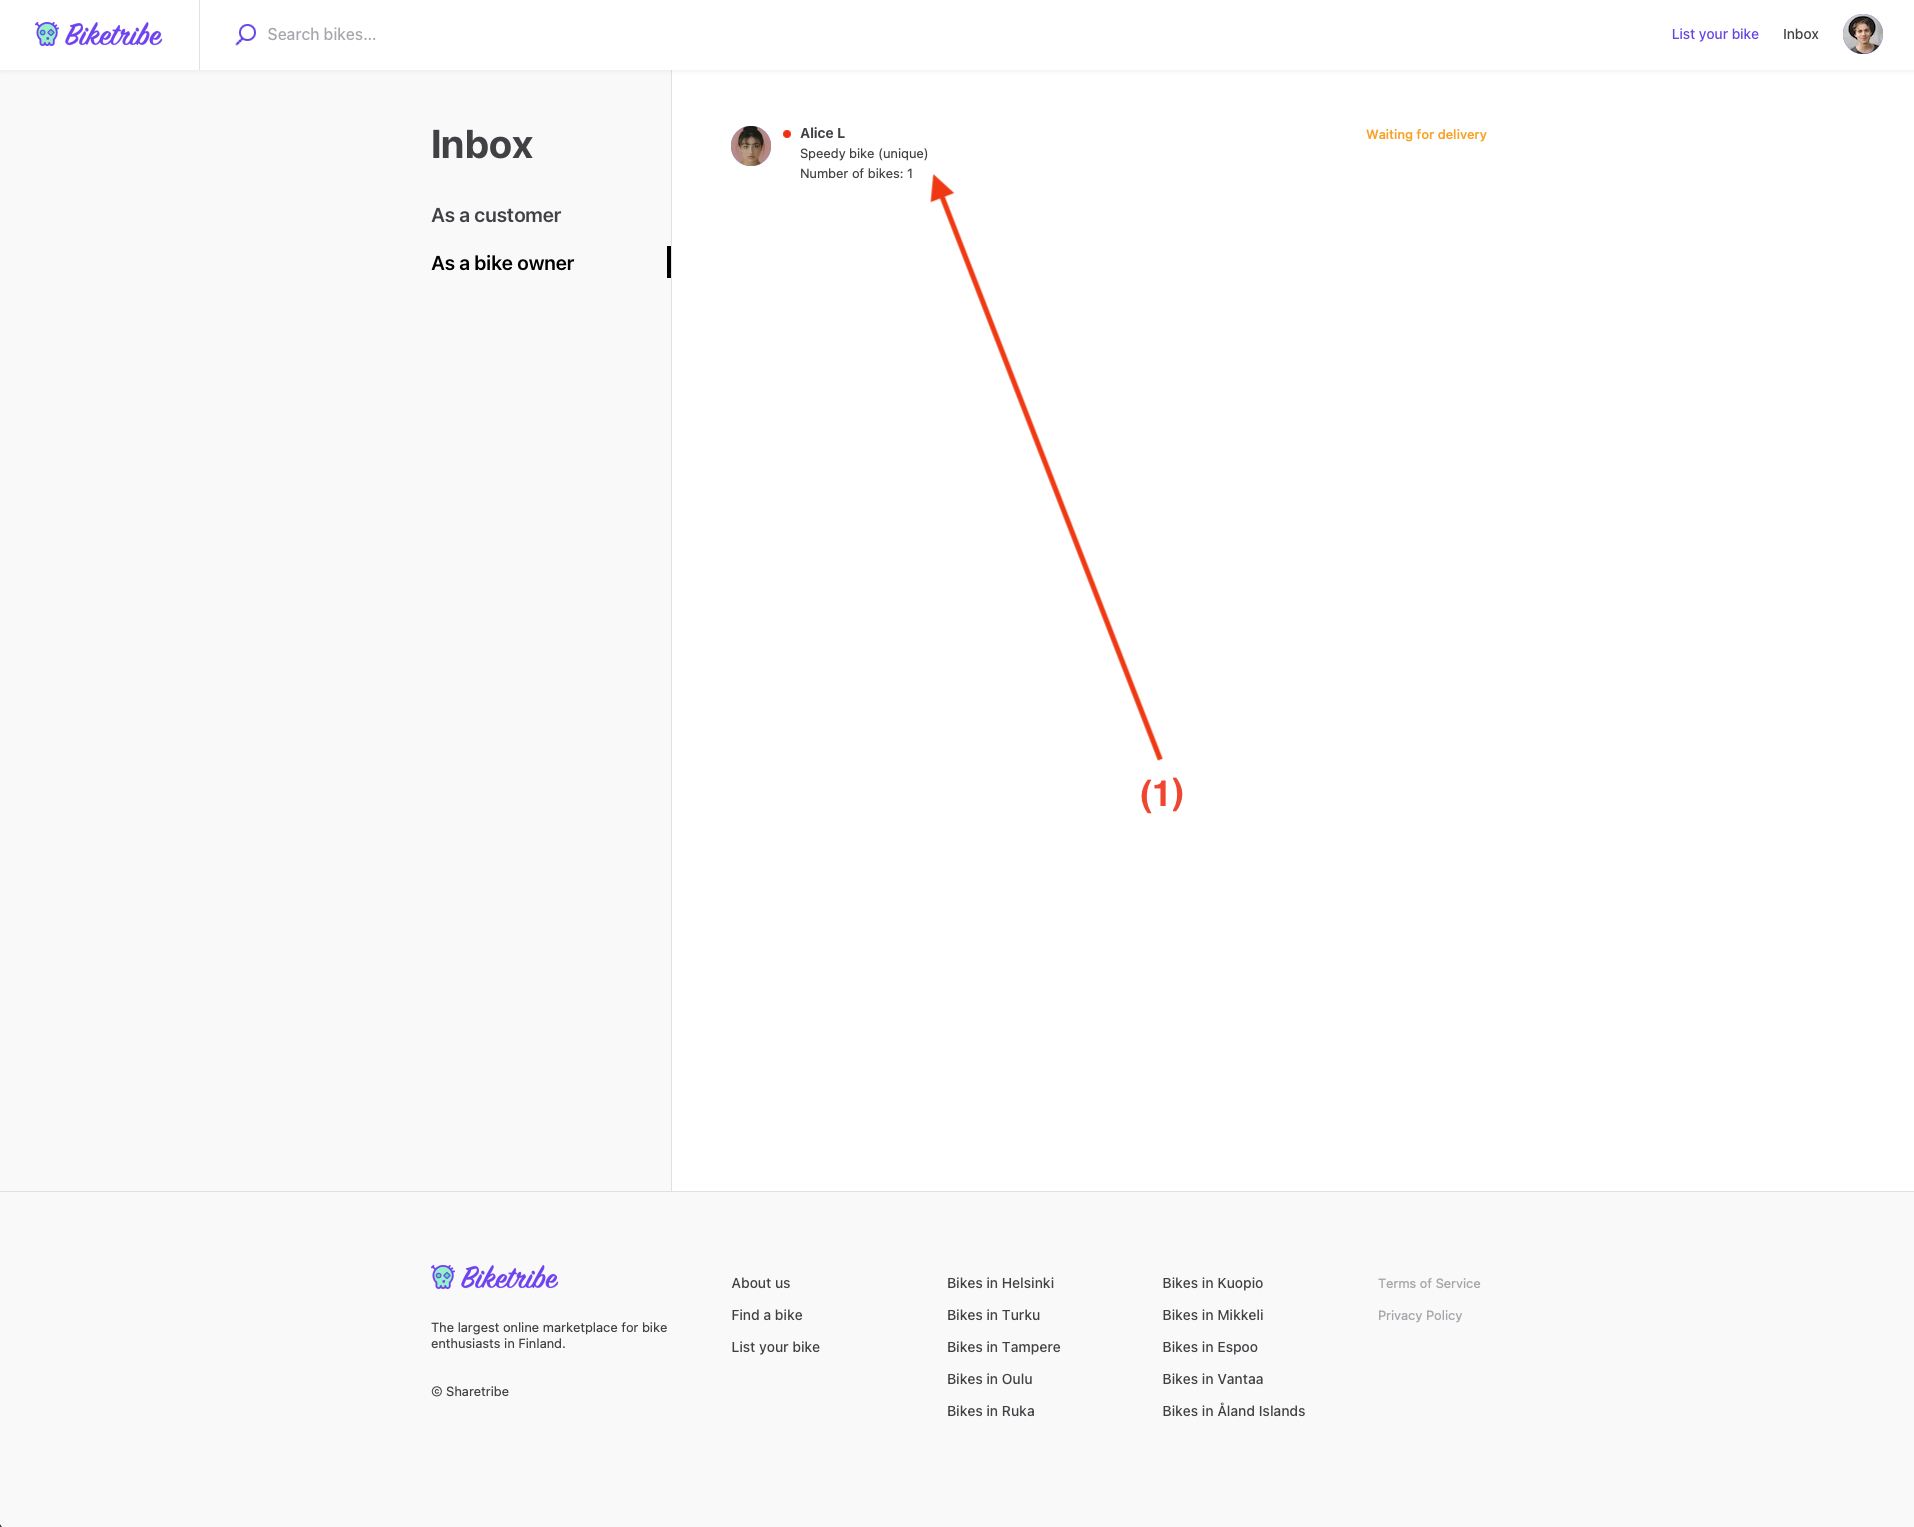 Biketribe
Search bikes...
List your bike
Inbox
Inbox
As a customer
As a bike owner
Alice L
Speedy bike (unique)
Number of bikes: 1
Waiting for delivery
(1)
Biketribe
The largest online marketplace for bike
enthusiasts in Finland.
© Sharetribe
About us
Find a bike
List your bike
Bikes in Helsinki
Bikes in Turku
Bikes in Tampere
Bikes in Oulu
Bikes in Ruka
Bikes in Kuopio
Bikes in Mikkeli
Bikes in Espoo
Bikes in Vantaa
Bikes in Åland Islands
Terms of Service
Privacy Policy